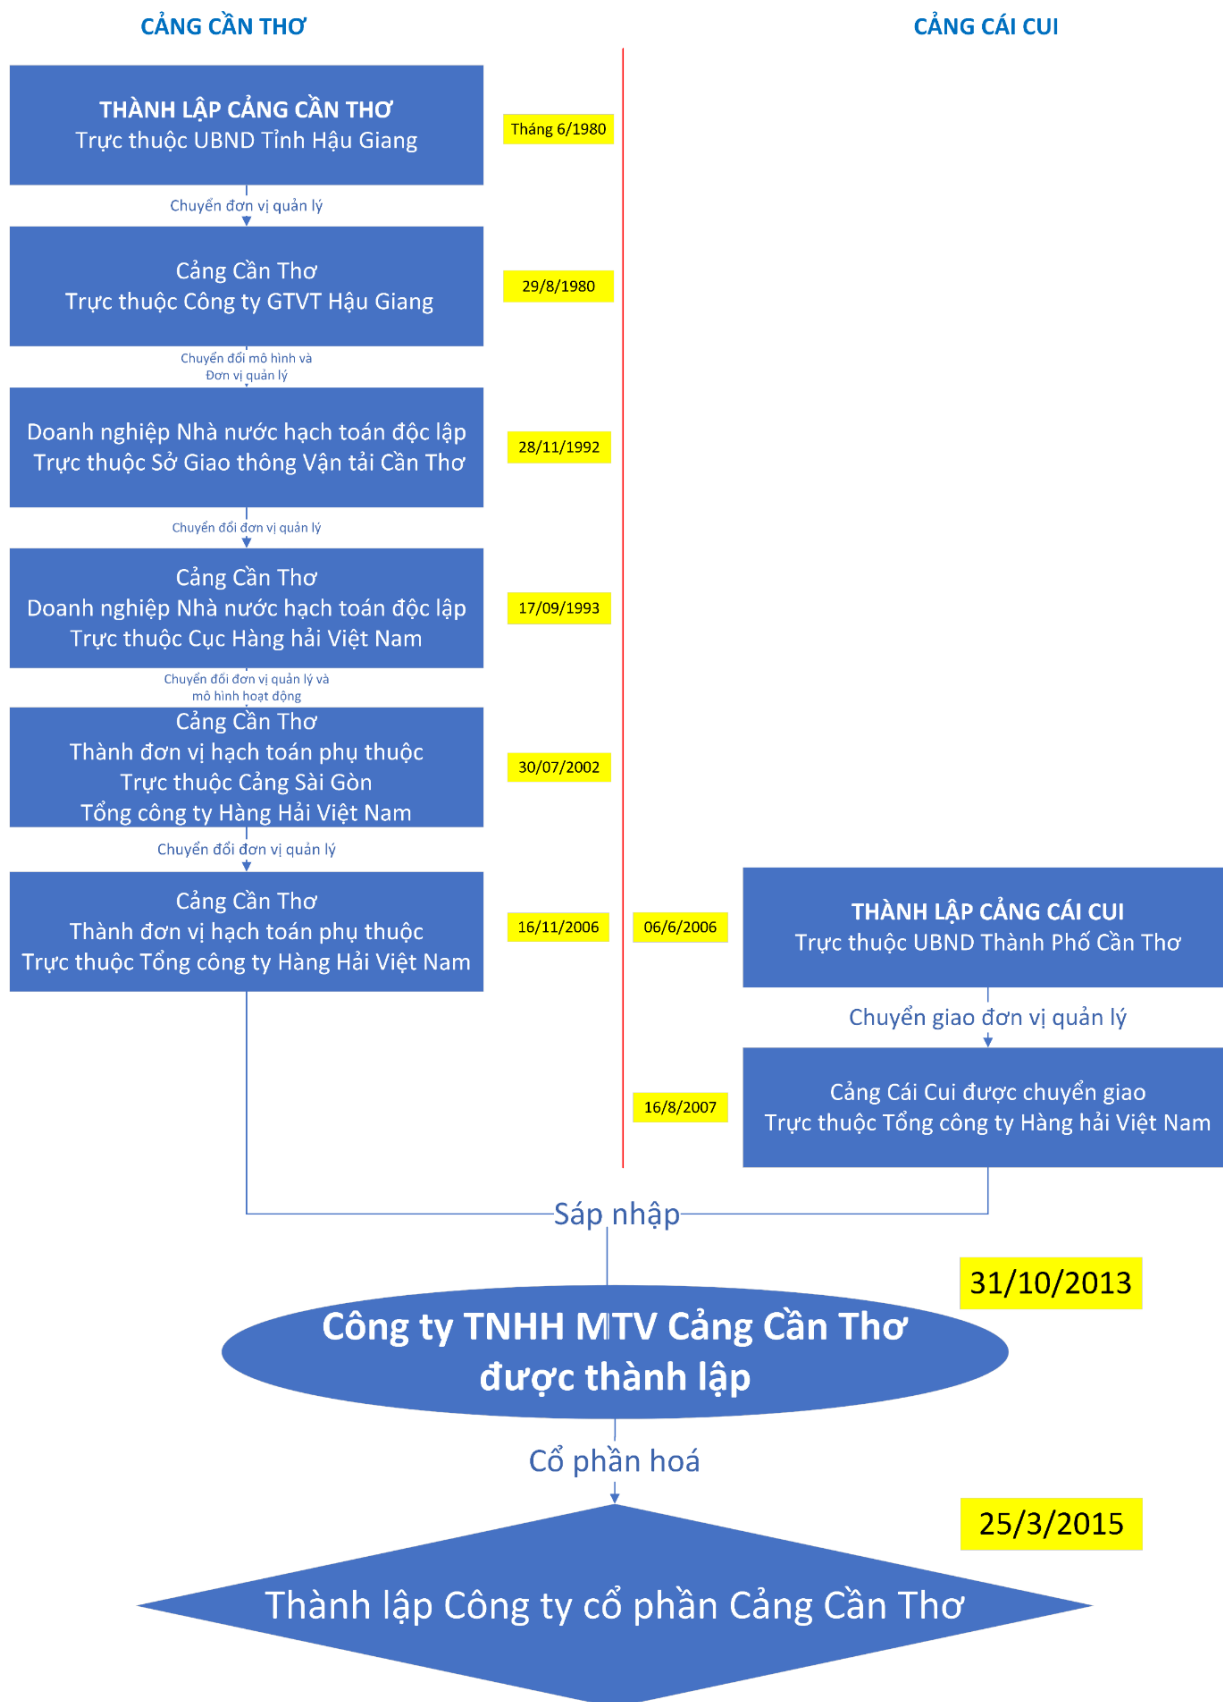 CẢNG CẦN THƠ
CẢNG CÁI CUI
THÀNH LẬP CẢNG CẦN THƠ
Trực thuộc UBND Tỉnh Hậu Giang
Tháng 6/1980
Chuyển đơn vị quản lý
Cảng Cần Thơ
Trực thuộc Công ty GTVT Hậu Giang
29/8/1980
Chuyển đổi mô hình và
Đơn vị quản lý
Doanh nghiệp Nhà nước hạch toán độc lập
Trực thuộc Sở Giao thông Vận tải Cần Thơ
28/11/1992
Chuyển đổi đơn vị quản lý
Cảng Cần Thơ
Doanh nghiệp Nhà nước hạch toán độc lập
Trực thuộc Cục Hàng hải Việt Nam
17/09/1993
Chuyển đổi đơn vị quản lý và
mô hình hoạt động
Cảng Cần Thơ
Thành đơn vị hạch toán phụ thuộc
Trực thuộc Cảng Sài Gòn
Tổng công ty Hàng Hải Việt Nam
30/07/2002
Chuyển đổi đơn vị quản lý
Cảng Cần Thơ
Thành đơn vị hạch toán phụ thuộc
Trực thuộc Tổng công ty Hàng Hải Việt Nam
16/11/2006
06/6/2006
THÀNH LẬP CẢNG CÁI CUI
Trực thuộc UBND Thành Phố Cần Thơ
Chuyển giao đơn vị quản lý
16/8/2007
Cảng Cái Cui được chuyển giao
Trực thuộc Tổng công ty Hàng hải Việt Nam
Sáp nhập
31/10/2013
Công ty TNHH MTV Cảng Cần Thơ
được thành lập
Cổ phần hoá
25/3/2015
Thành lập Công ty cổ phần Cảng Cần Thơ